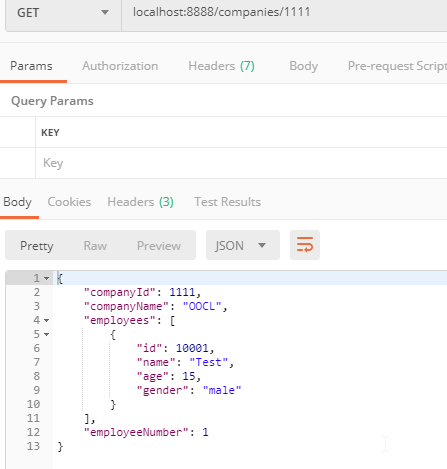 GET localhost:8888/companies/1111
Params Authorization Headers (7) Body Pre-request Script
Query Params
KEY
Key
Body Cookies Headers (3) Test Results
Pretty Raw Preview JSON
1 {
2 "companyId": 1111,
3 "companyName": "OOCL",
4 "employees": [
5 {
6 "id": 10001,
7 "name": "Test",
8 "age": 15,
9 "gender": "male"
10 }
11 ],
12 "employeeNumber": 1
13 }